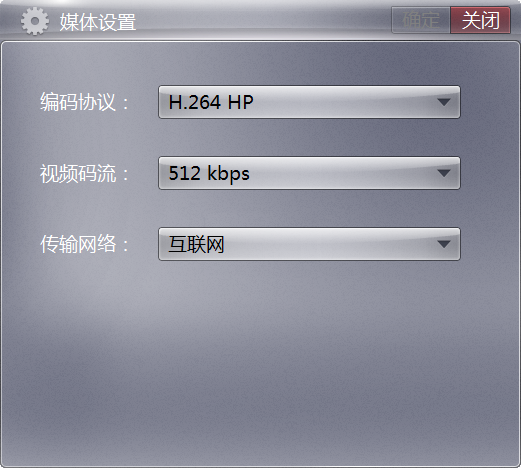 媒体设置
确定 关闭
编码协议： H.264 HP
视频码流： 512 kbps
传输网络： 互联网